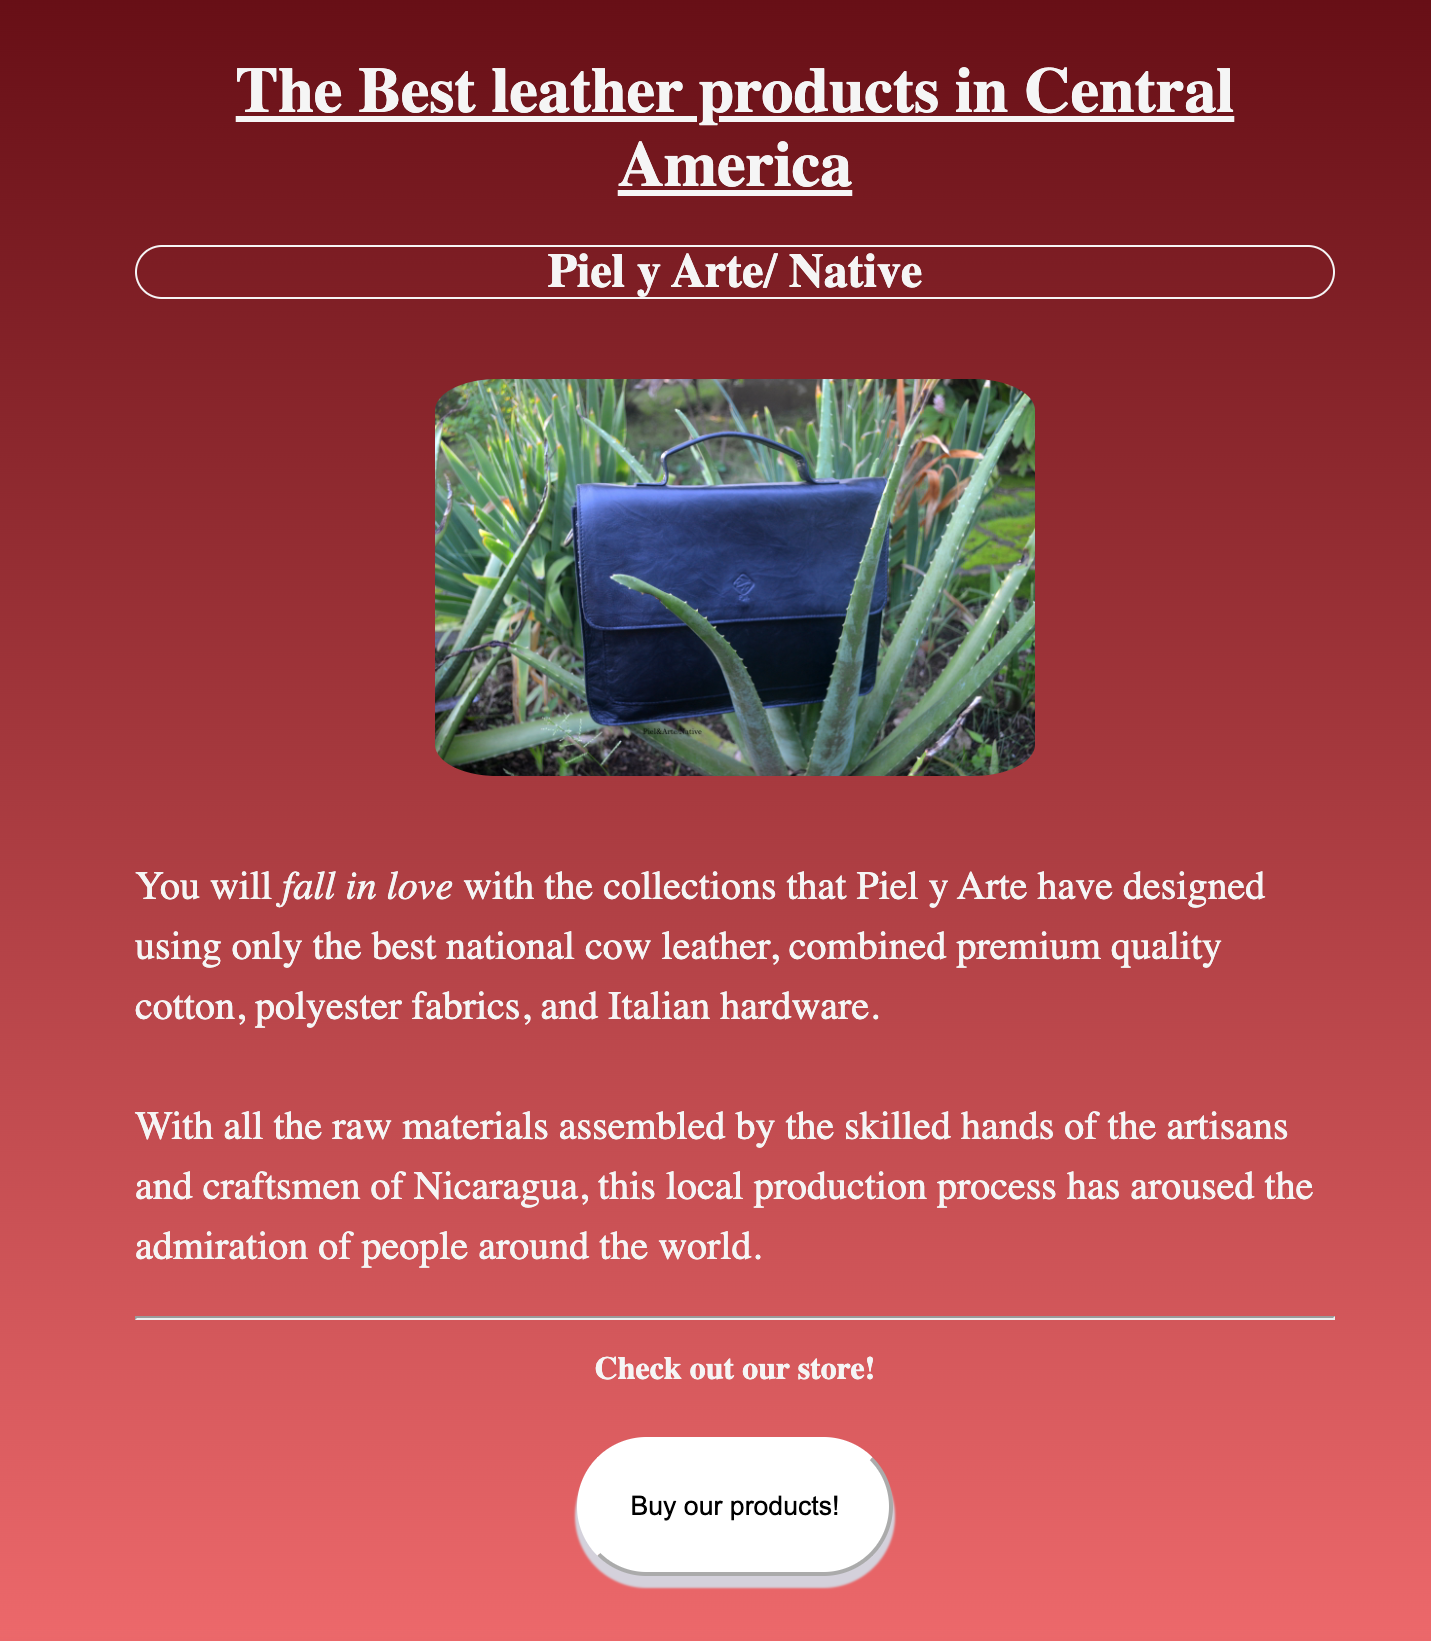 The Best leather products in Central
America
Piel y Arte/ Native
Piel&Arte/Native
You will fall in love with the collections that Piel y Arte have designed
using only the best national cow leather, combined premium quality
cotton, polyester fabrics, and Italian hardware.
With all the raw materials assembled by the skilled hands of the artisans
and craftsmen of Nicaragua, this local production process has aroused the
admiration of people around the world.
Check out our store!
Buy our products!